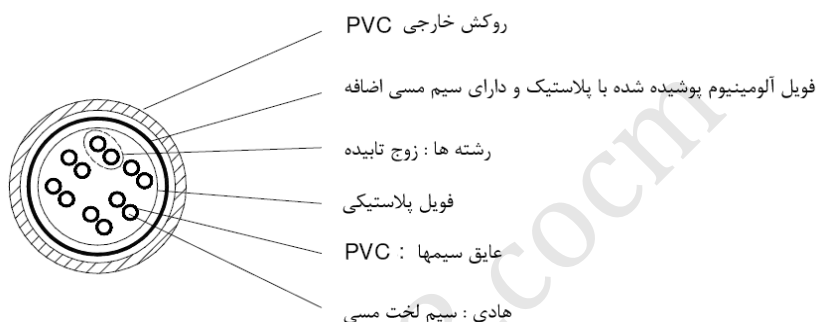 روکش خارجی PVC
فویل آلومینیوم پوشیده شده با پلاستیک و دارای سیم مسی اضافه
رشته ها : زوج تابیده
فویل پلاستیکی
عایق سیمها : PVC
هادی : سیم لخت مسی
cocm